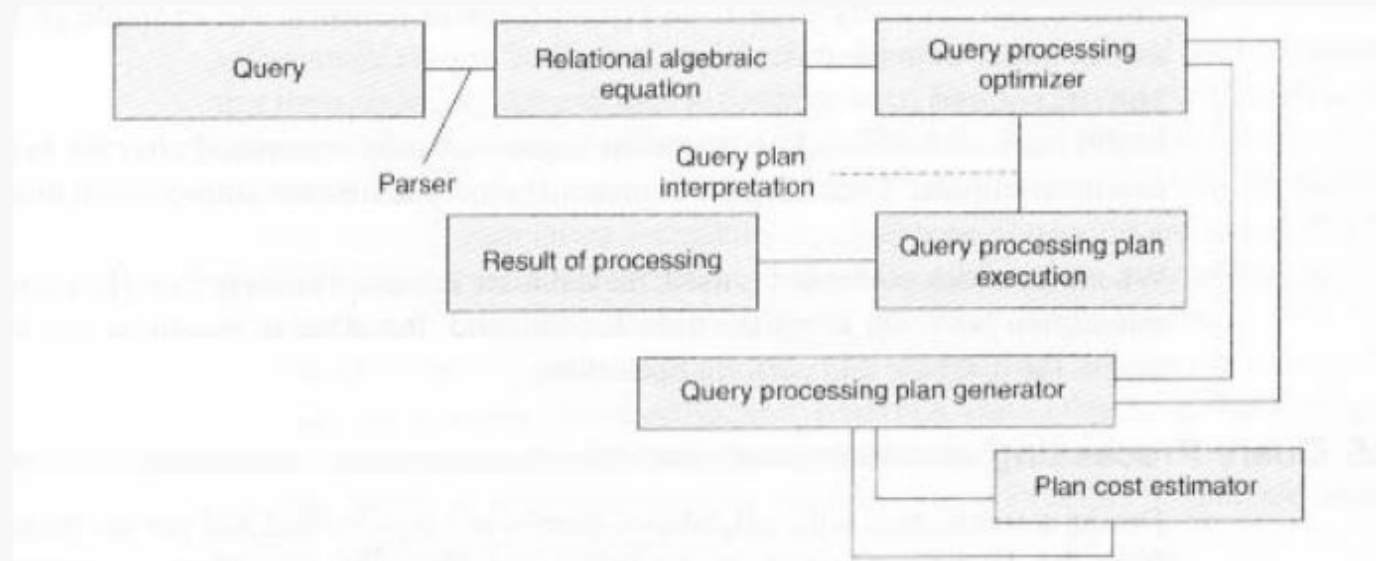 Query
Relational algebraic
equation
Query processing
optimizer
Parser
Query plan
interpretation
Result of processing
Query processing plan
execution
Query processing plan generator
Plan cost estimator